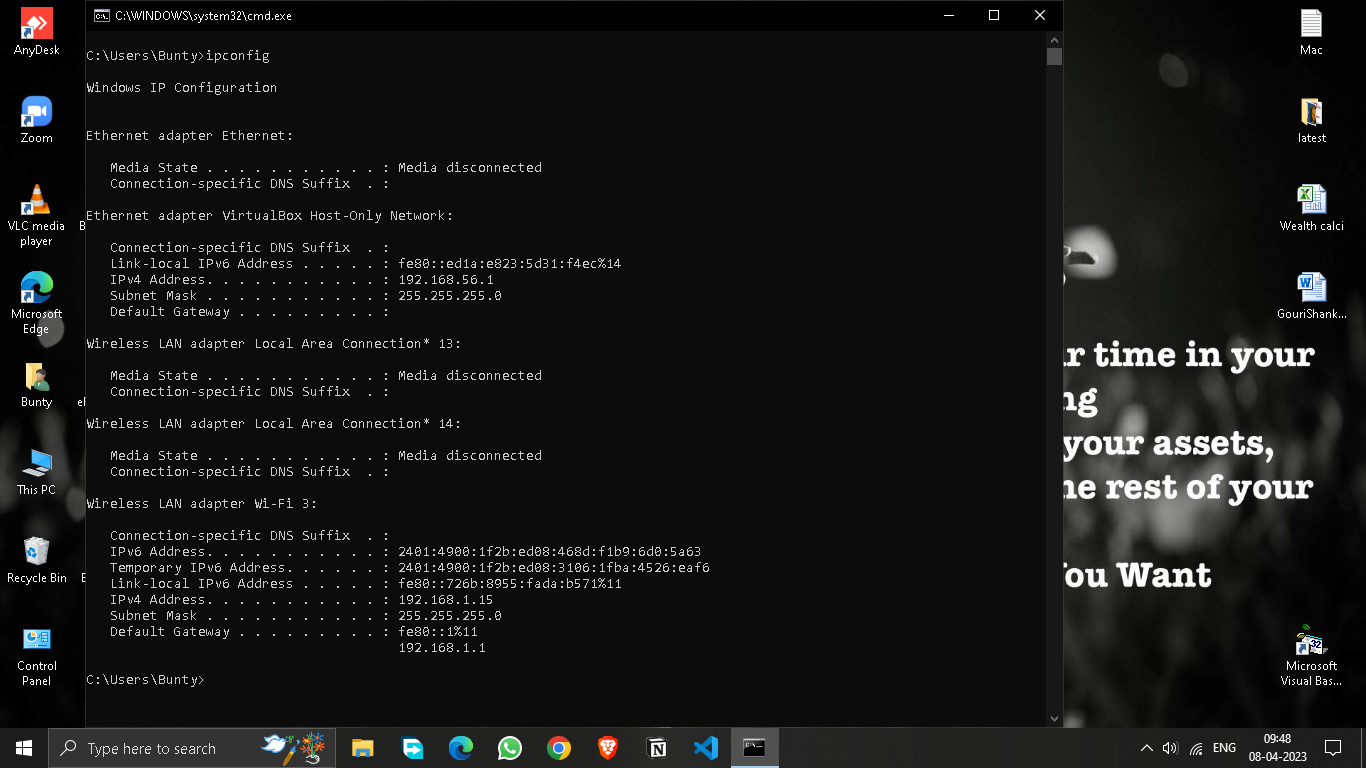 C:\WINDOWS\system32\cmd.exe
C:\Users\Bunty>ipconfig
Windows IP Configuration
Ethernet adapter Ethernet:
Media State . . . . . . . . . . . : Media disconnected
Connection-specific DNS Suffix  . :
Ethernet adapter VirtualBox Host-Only Network:
Connection-specific DNS Suffix  . :
Link-local IPv6 Address . . . . . : fe80::ed1a:e823:5d31:f4ec%14
IPv4 Address. . . . . . . . . . . : 192.168.56.1
Subnet Mask . . . . . . . . . . . : 255.255.255.0
Default Gateway . . . . . . . . . :
Wireless LAN adapter Local Area Connection* 13:
Media State . . . . . . . . . . . : Media disconnected
Connection-specific DNS Suffix  . :
Wireless LAN adapter Local Area Connection* 14:
Media State . . . . . . . . . . . : Media disconnected
Connection-specific DNS Suffix  . :
Wireless LAN adapter Wi-Fi 3:
Connection-specific DNS Suffix  . :
IPv6 Address. . . . . . . . . . . : 2401:4900:1f2b:ed08:468d:f1b9:6d0:5a63
Temporary IPv6 Address. . . . . . : 2401:4900:1f2b:ed08:3106:1fba:4526:eaf6
Link-local IPv6 Address . . . . . : fe80::726b:8955:fada:b571%11
IPv4 Address. . . . . . . . . . . : 192.168.1.15
Subnet Mask . . . . . . . . . . . : 255.255.255.0
Default Gateway . . . . . . . . . : fe80::1%11
192.168.1.1
C:\Users\Bunty>
AnyDesk
Zoom
VLC media
player
Microsoft
Edge
Bunty
This PC
Recycle Bin
Control
Panel
Mac
latest
Wealth calci
GouriShank...
time in your
your assets,
rest of your
You Want
32
Microsoft
Visual Bas...
Type here to search
ENG
09:48
08-04-2023